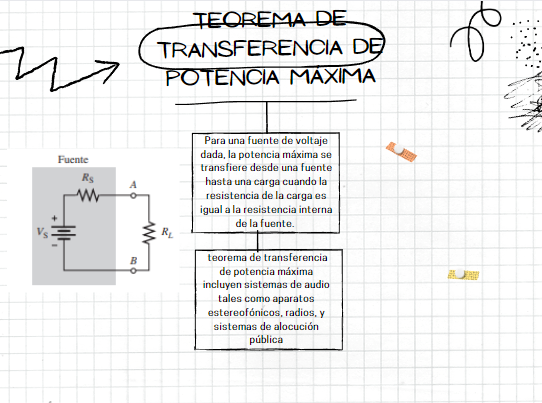 TEOREMA DE
TRANSFERENCIA DE
POTENCIA MÁXIMA
Para una fuente de voltaje
dada, la potencia máxima se
transfiere desde una fuente
hasta una carga cuando la
resistencia de la carga es
igual a la resistencia interna
de la fuente.
Fuente
RS
A
+
VS
−
RL
B
teorema de transferencia
de potencia máxima
incluyen sistemas de audio
tales como aparatos
estereofónicos, radios, y
sistemas de alocución
pública